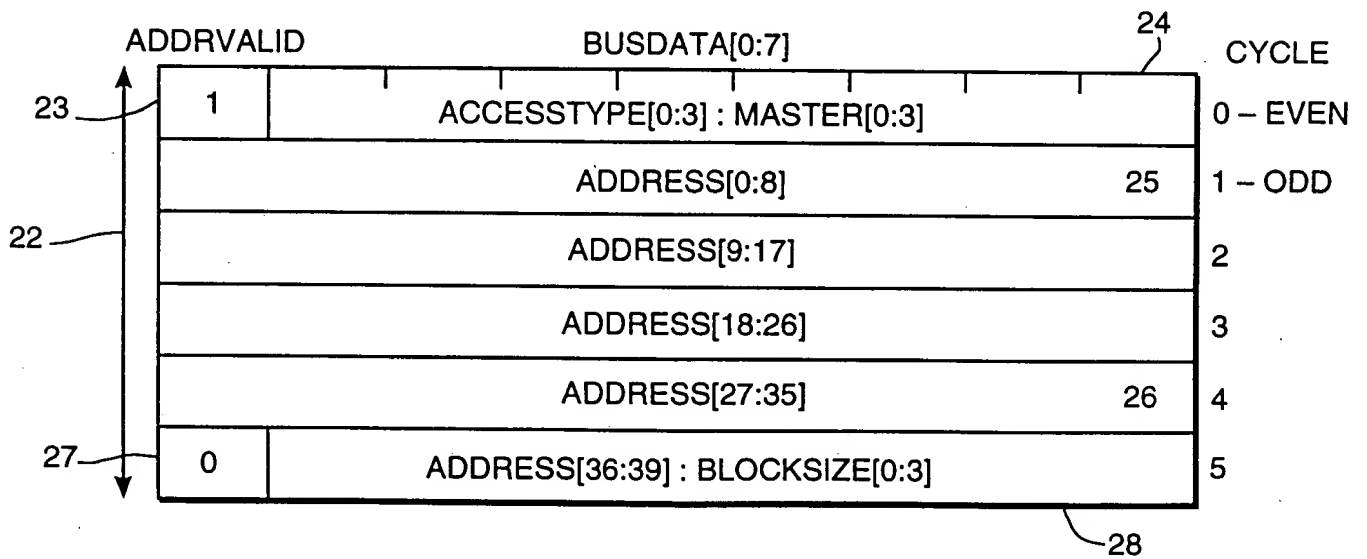 24
ADDRVALID BUSDATA[0:7] CYCLE
23 1 ACCESSTYPE[0:3] : MASTER[0:3] 0 – EVEN
ADDRESS[0:8] 25 1 – ODD
22 ADDRESS[9:17] 2
ADDRESS[18:26] 3
ADDRESS[27:35] 26 4
27 0 ADDRESS[36:39] : BLOCKSIZE[0:3] 5
28